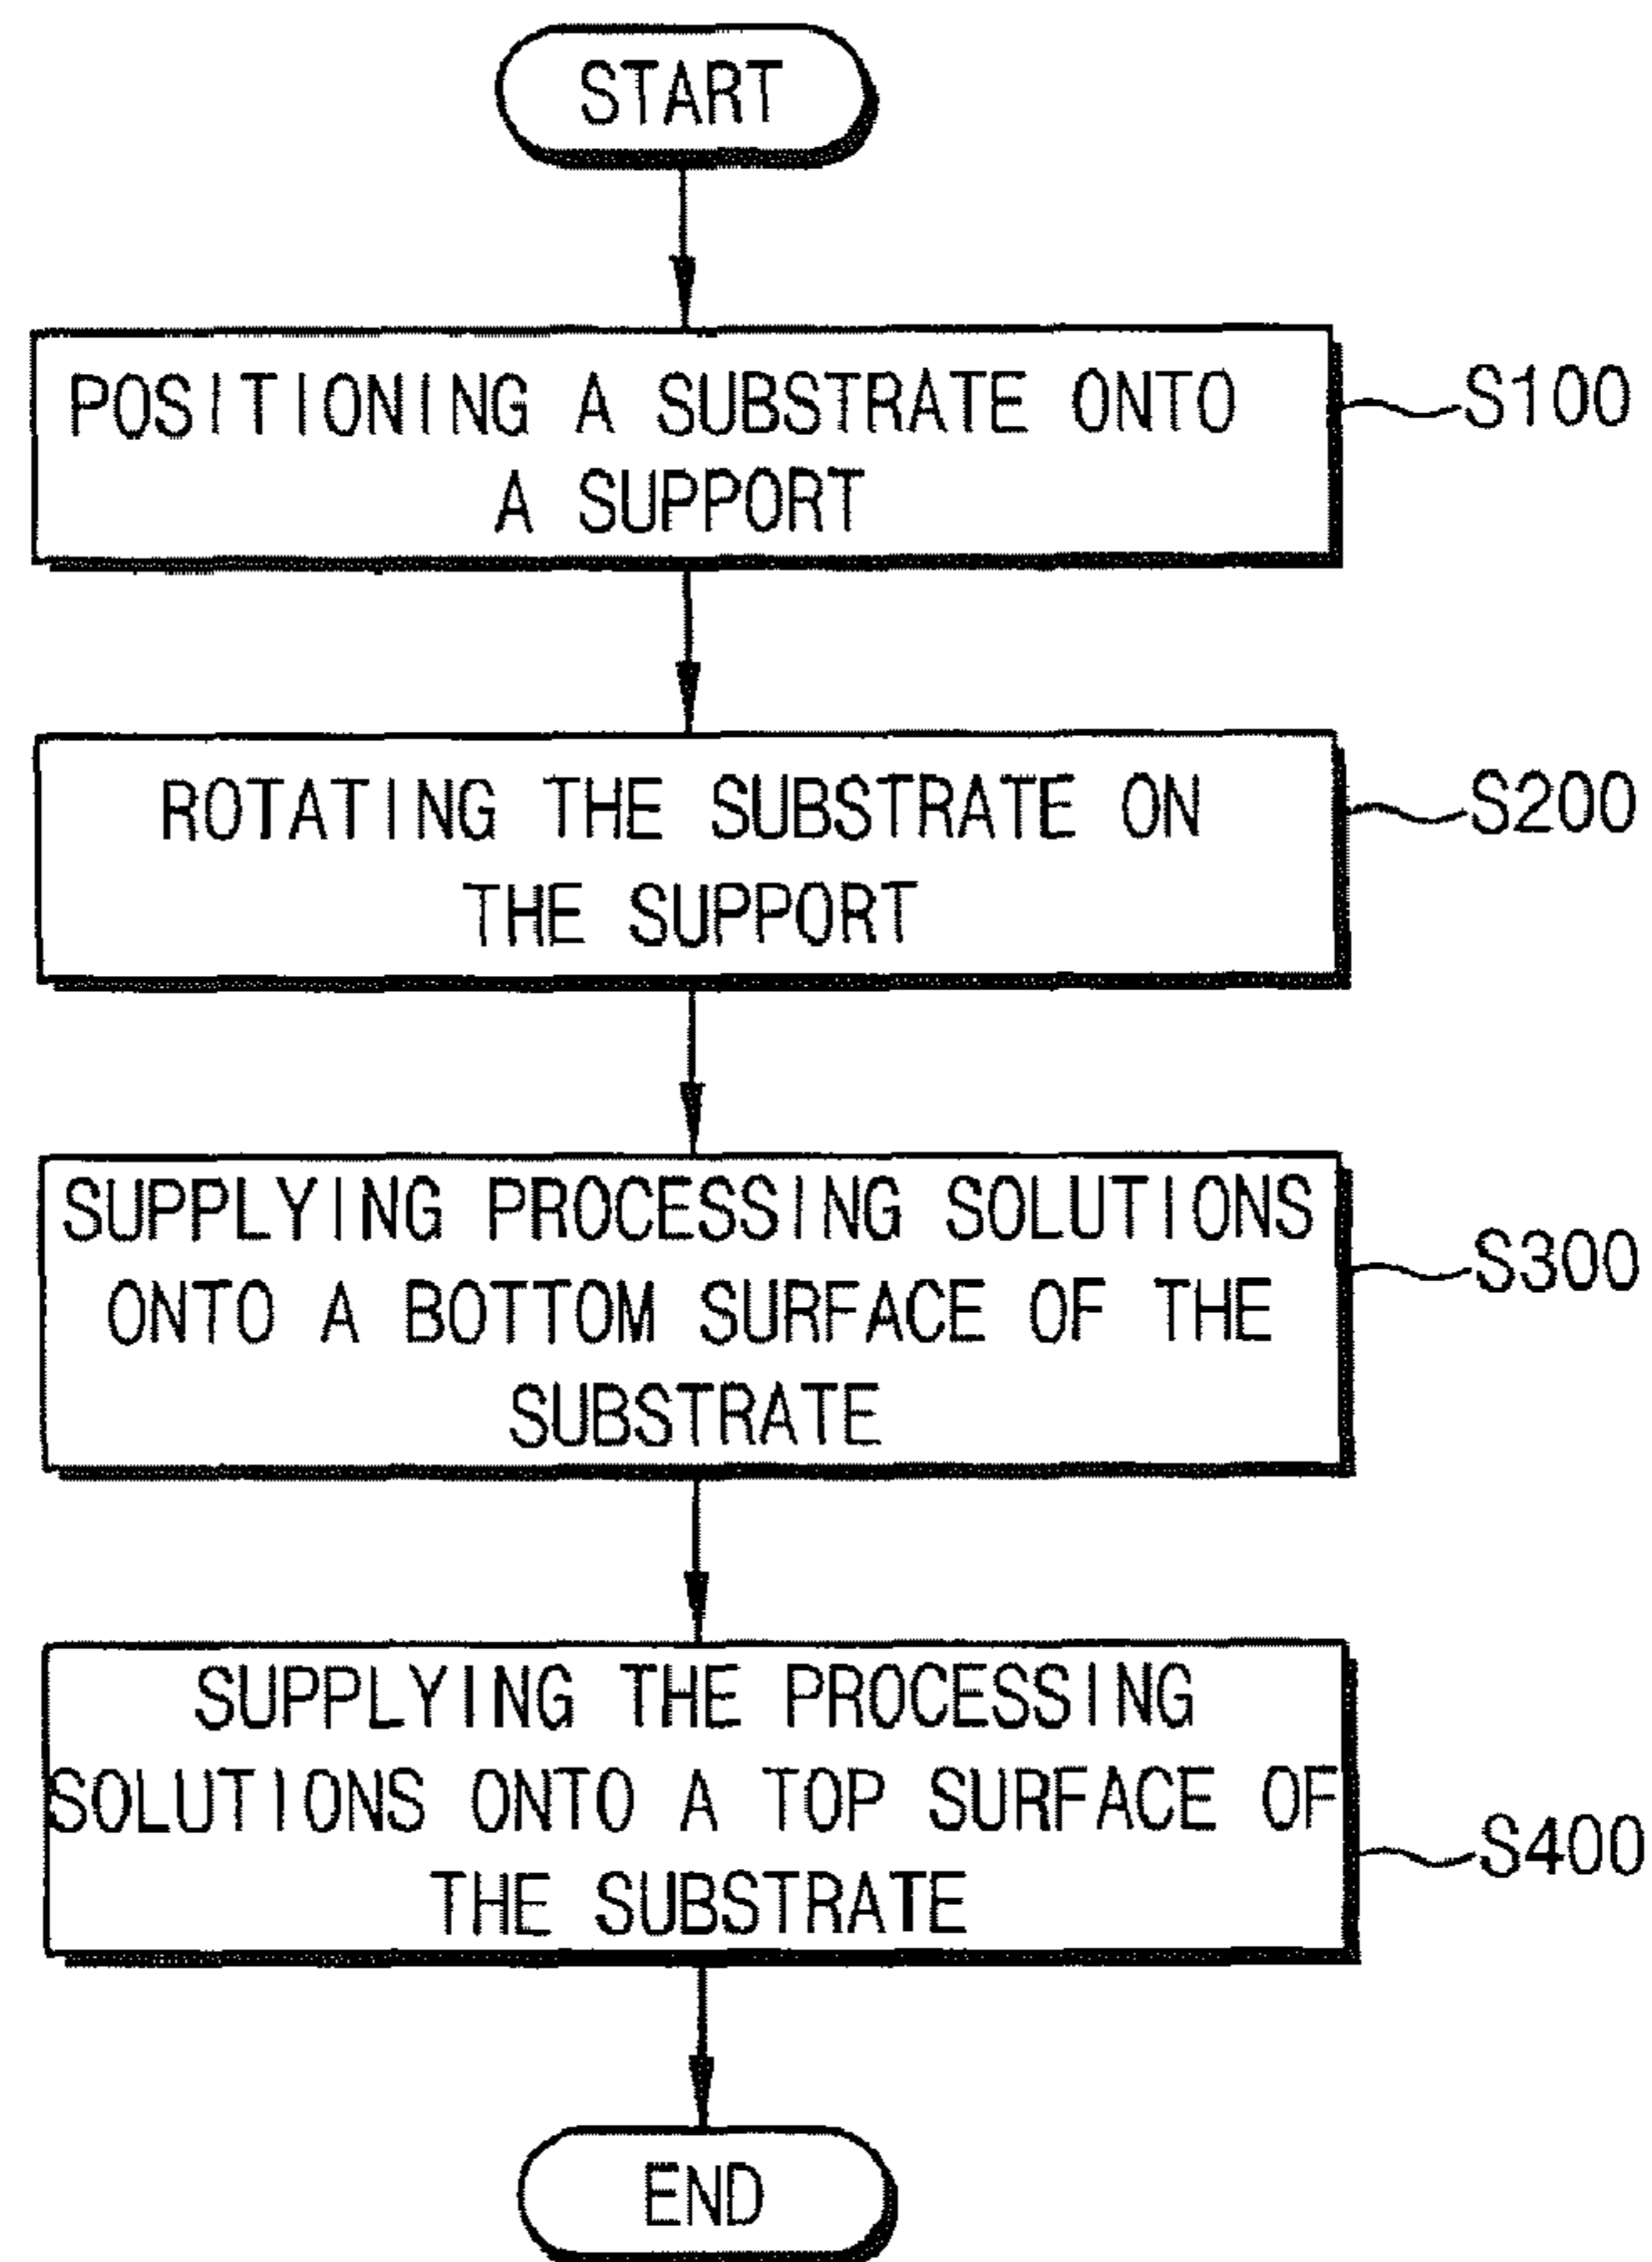 START
POSITIONING A SUBSTRATE ONTO
A SUPPORT
S100
ROTATING THE SUBSTRATE ON
THE SUPPORT
S200
SUPPLYING PROCESSING SOLUTIONS
ONTO A BOTTOM SURFACE OF THE
SUBSTRATE
S300
SUPPLYING THE PROCESSING
SOLUTIONS ONTO A TOP SURFACE OF
THE SUBSTRATE
S400
END